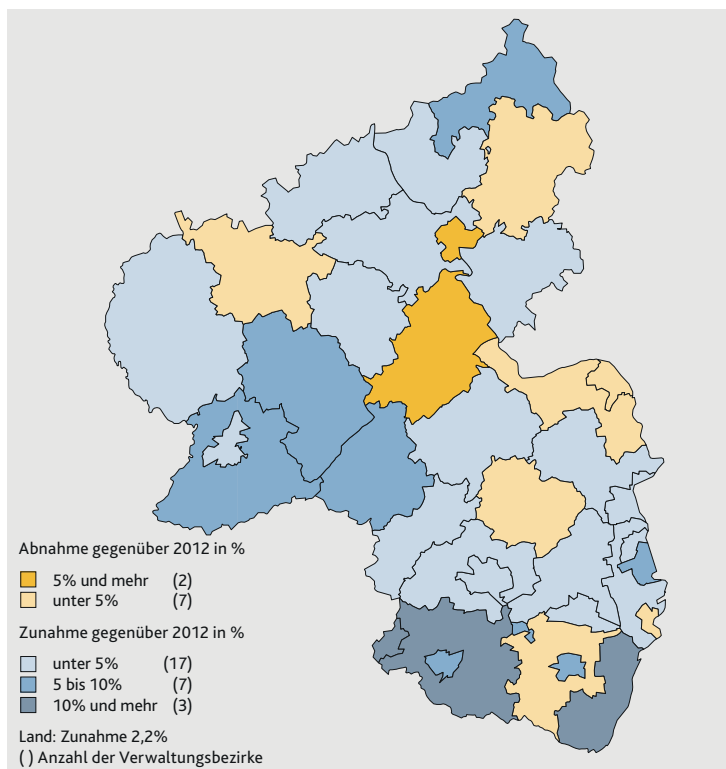 Abnahme gegenüber 2012 in %
5% und mehr (2)
unter 5% (7)
Zunahme gegenüber 2012 in %
unter 5% (17)
5 bis 10% (7)
10% und mehr (3)
Land: Zunahme 2,2%
( ) Anzahl der Verwaltungsbezirke